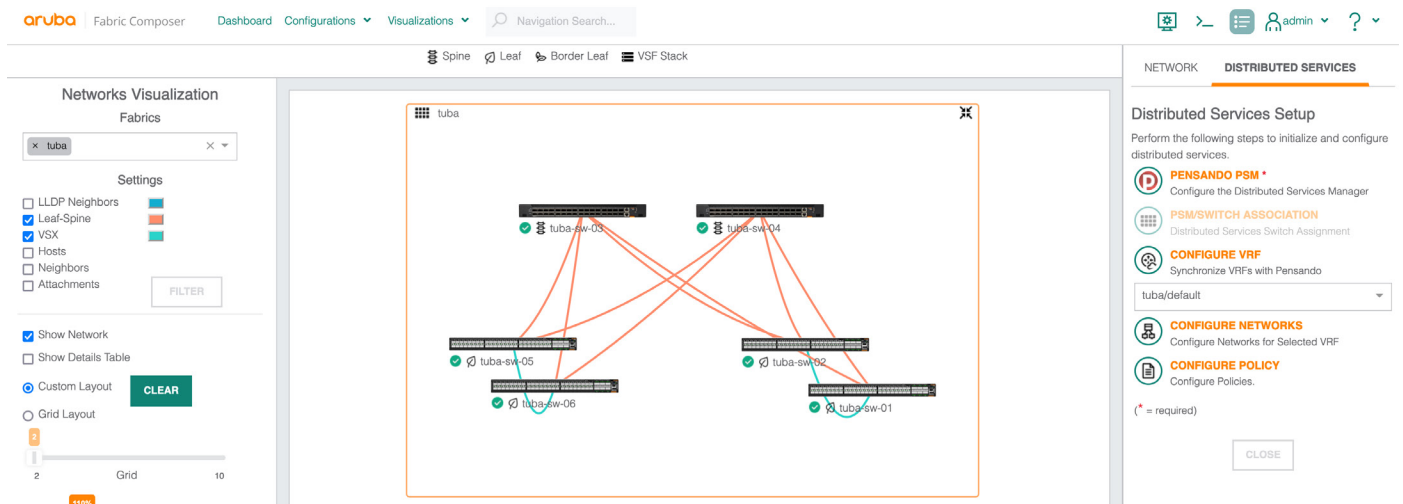 aruba Fabric Composer Dashboard Configurations Visualizations Navigation Search... admin ?
Spine Leaf Border Leaf VSF Stack
Networks Visualization
Fabrics
× tuba ×
Settings
LLDP Neighbors
Leaf-Spine
VSX
Hosts
Neighbors
Attachments
FILTER
Show Network
Show Details Table
Custom Layout
CLEAR
Grid Layout
2
2 Grid 10
110%
tuba
tuba-sw-03
tuba-sw-04
tuba-sw-05
tuba-sw-02
tuba-sw-06
tuba-sw-01
NETWORK DISTRIBUTED SERVICES
Distributed Services Setup
Perform the following steps to initialize and configure
distributed services.
PENSANDO PSM *
Configure the Distributed Services Manager
PSM/SWITCH ASSOCIATION
Distributed Services Switch Assignment
CONFIGURE VRF
Synchronize VRFs with Pensando
tuba/default
CONFIGURE NETWORKS
Configure Networks for Selected VRF
CONFIGURE POLICY
Configure Policies.
(* = required)
CLOSE